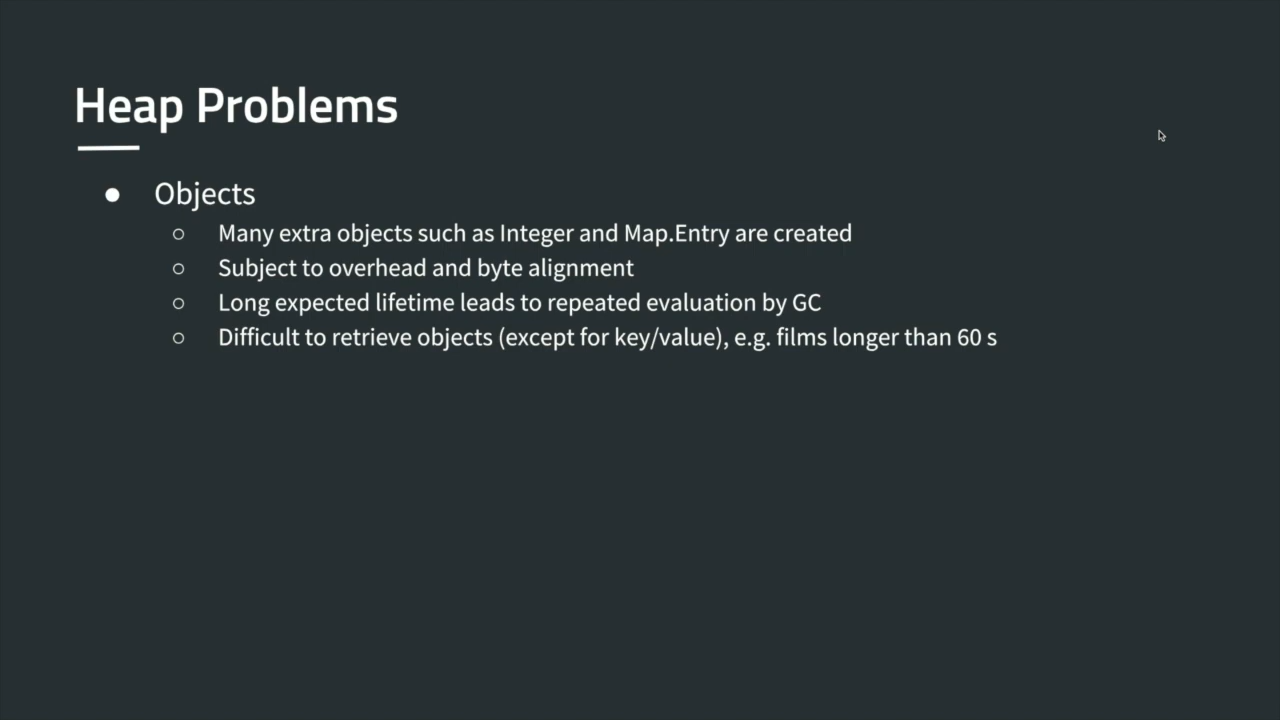 Heap Problems
● Objects
○ Many extra objects such as Integer and Map.Entry are created
○ Subject to overhead and byte alignment
○ Long expected lifetime leads to repeated evaluation by GC
○ Difficult to retrieve objects (except for key/value), e.g. films longer than 60 s